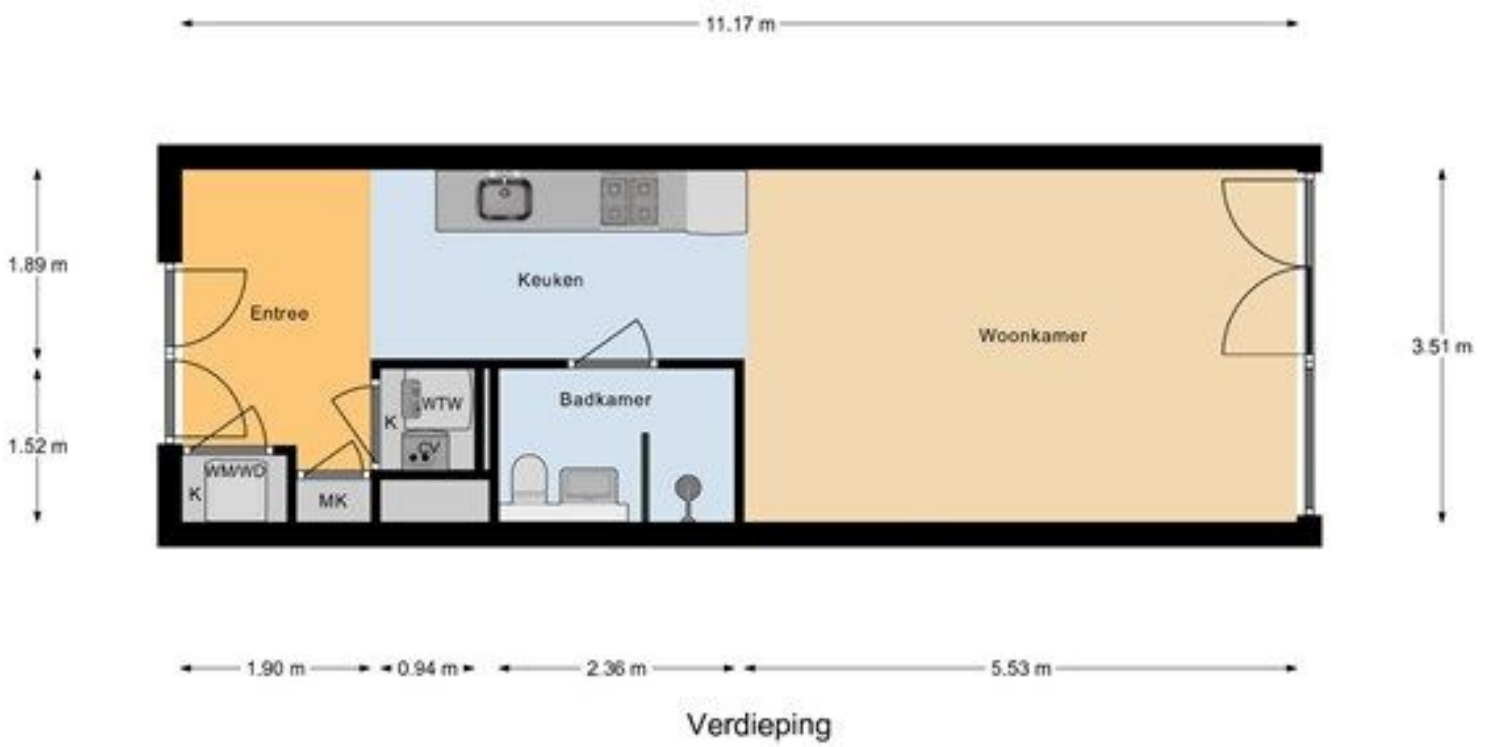 11.17 m
1.89 m
Entree
Keuken
Woonkamer
3.51 m
Badkamer
WTW
K
CV
1.52 m
WM/WD
K
MK
1.90 m
0.94 m
2.36 m
5.53 m
Verdieping